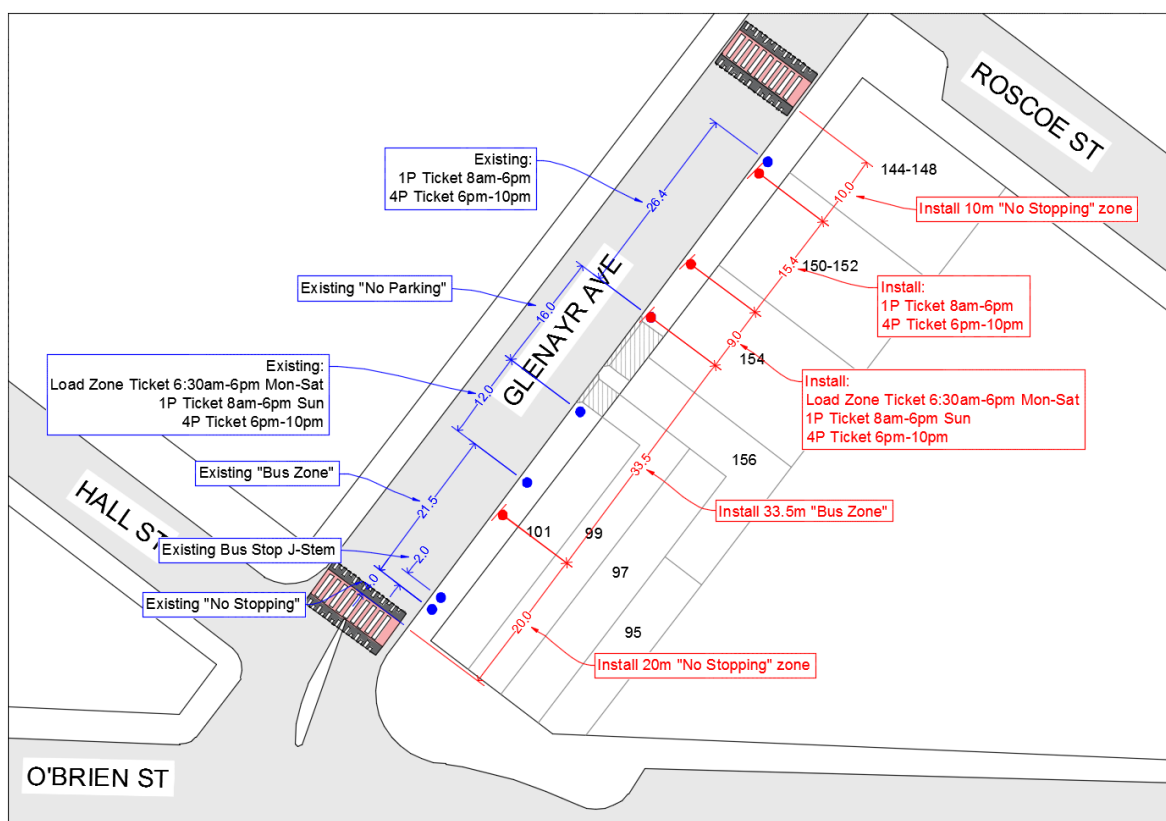 ROSCOE ST
Existing:
1P Ticket 8am-6pm
4P Ticket 6pm-10pm
144-148
10.0
Install 10m "No Stopping" zone
26.4
150-152
15.4
Existing "No Parking"
16.0
GLENAYR AVE
Install:
1P Ticket 8am-6pm
4P Ticket 6pm-10pm
9.0
154
Existing:
Load Zone Ticket 6:30am-6pm Mon-Sat
1P Ticket 8am-6pm Sun
4P Ticket 6pm-10pm
12.0
Install:
Load Zone Ticket 6:30am-6pm Mon-Sat
1P Ticket 8am-6pm Sun
4P Ticket 6pm-10pm
156
33.5
Existing "Bus Zone"
21.5
Install 33.5m "Bus Zone"
HALL ST
101
99
Existing Bus Stop J-Stem
2.0
97
Existing "No Stopping"
20.0
95
Install 20m "No Stopping" zone
O'BRIEN ST